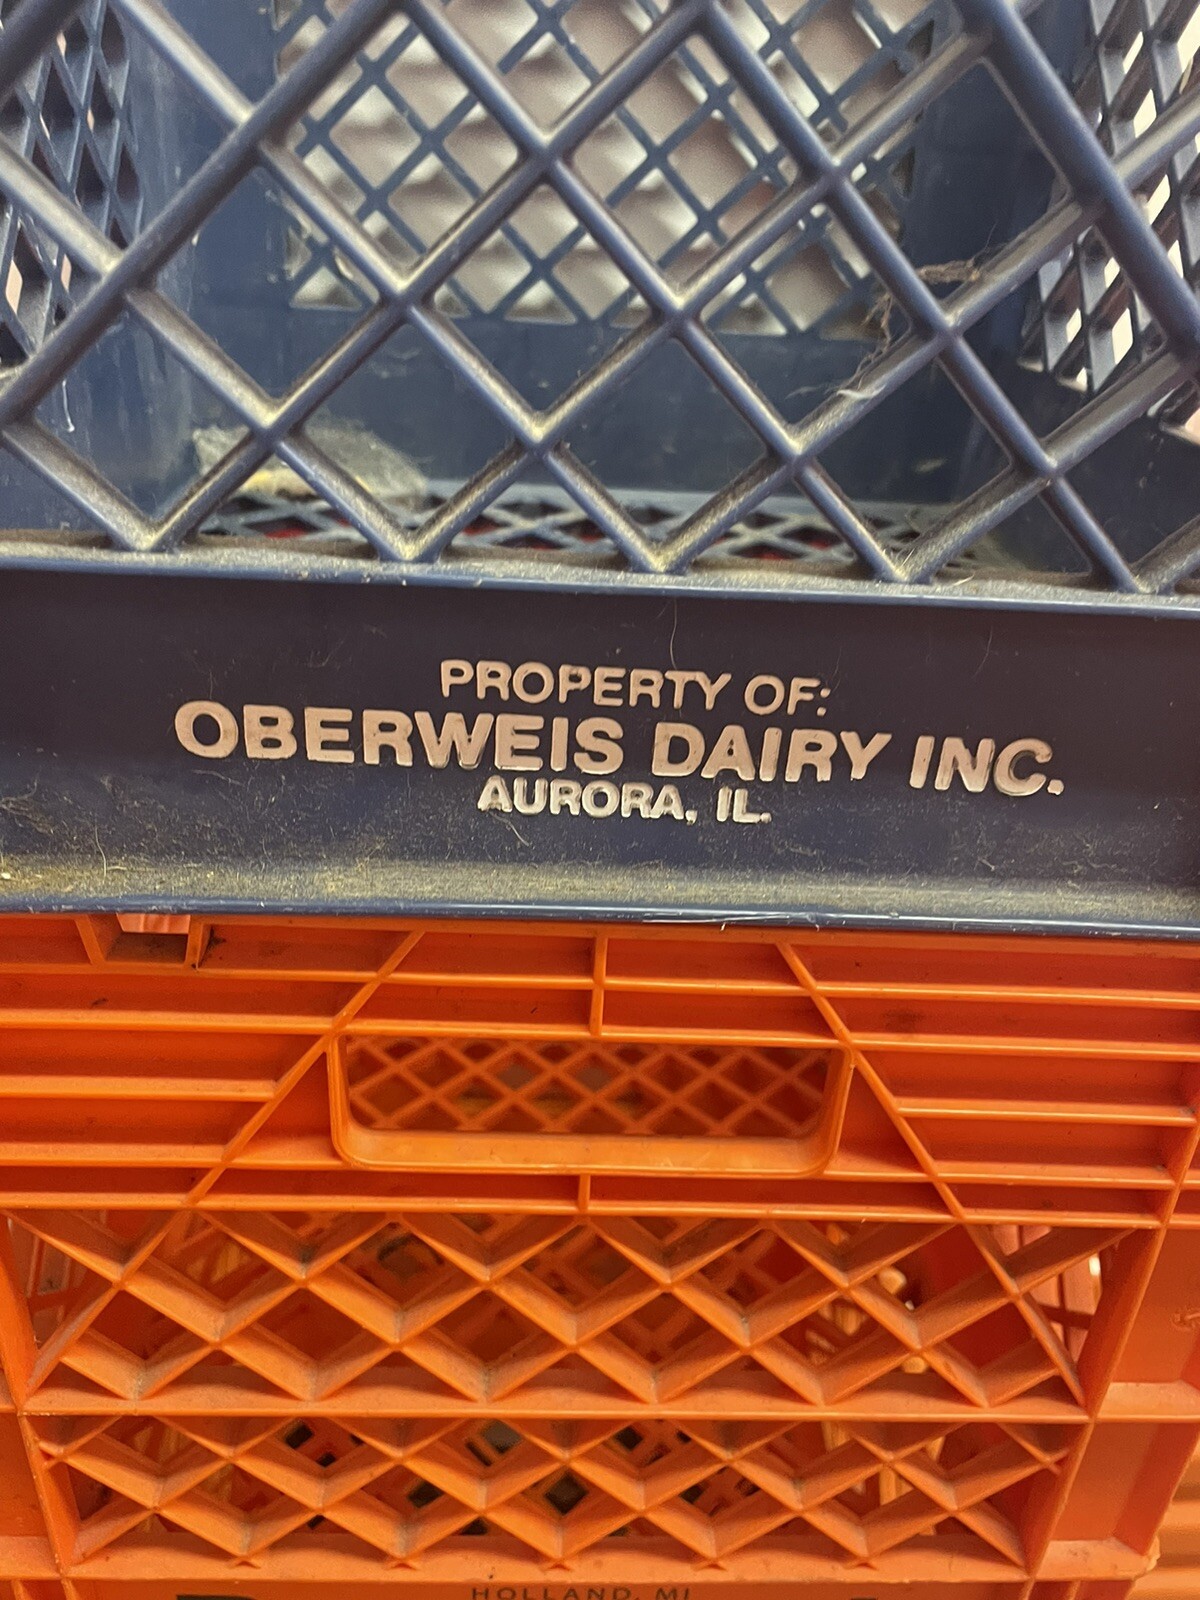 PROPERTY OF:
OBERWEIS DAIRY INC.
AURORA, IL.
HOLLAND, MI